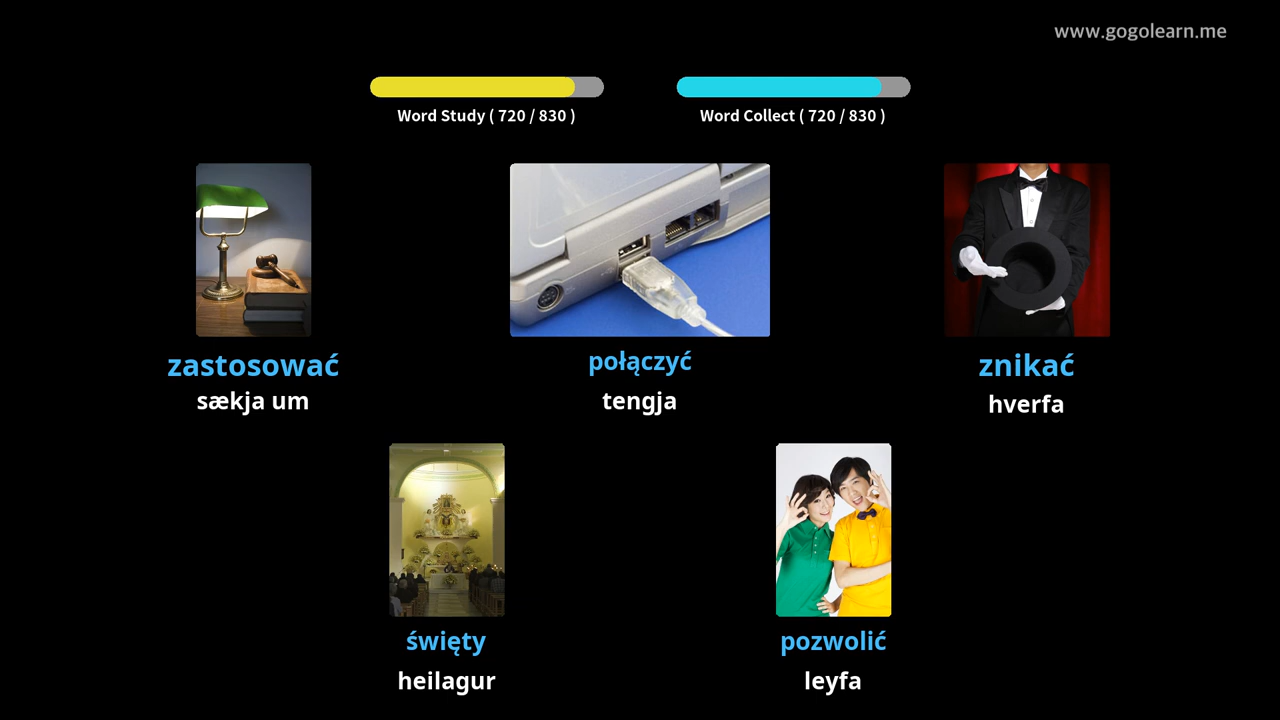 www.gogolearn.me
Word Study ( 720 / 830 )
Word Collect ( 720 / 830 )
zastosować
sækja um
połączyć
tengja
znikać
hverfa
święty
heilagur
pozwolić
leyfa